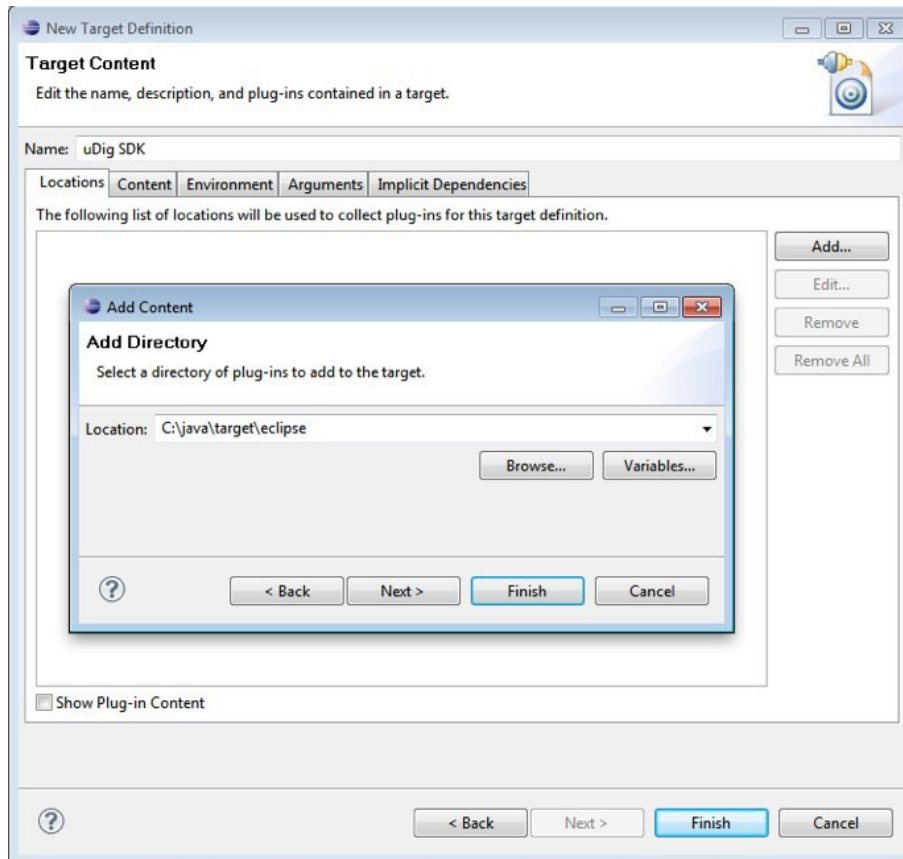 New Target Definition
Target Content
Edit the name, description, and plug-ins contained in a target.
Name: uDig SDK
Locations Content Environment Arguments Implicit Dependencies
The following list of locations will be used to collect plug-ins for this target definition.
Add...
Edit...
Remove
Remove All
Add Content
Add Directory
Select a directory of plug-ins to add to the target.
Location: C:\java\target\eclipse
Browse... Variables...
? < Back Next > Finish Cancel
Show Plug-in Content
? < Back Next > Finish Cancel